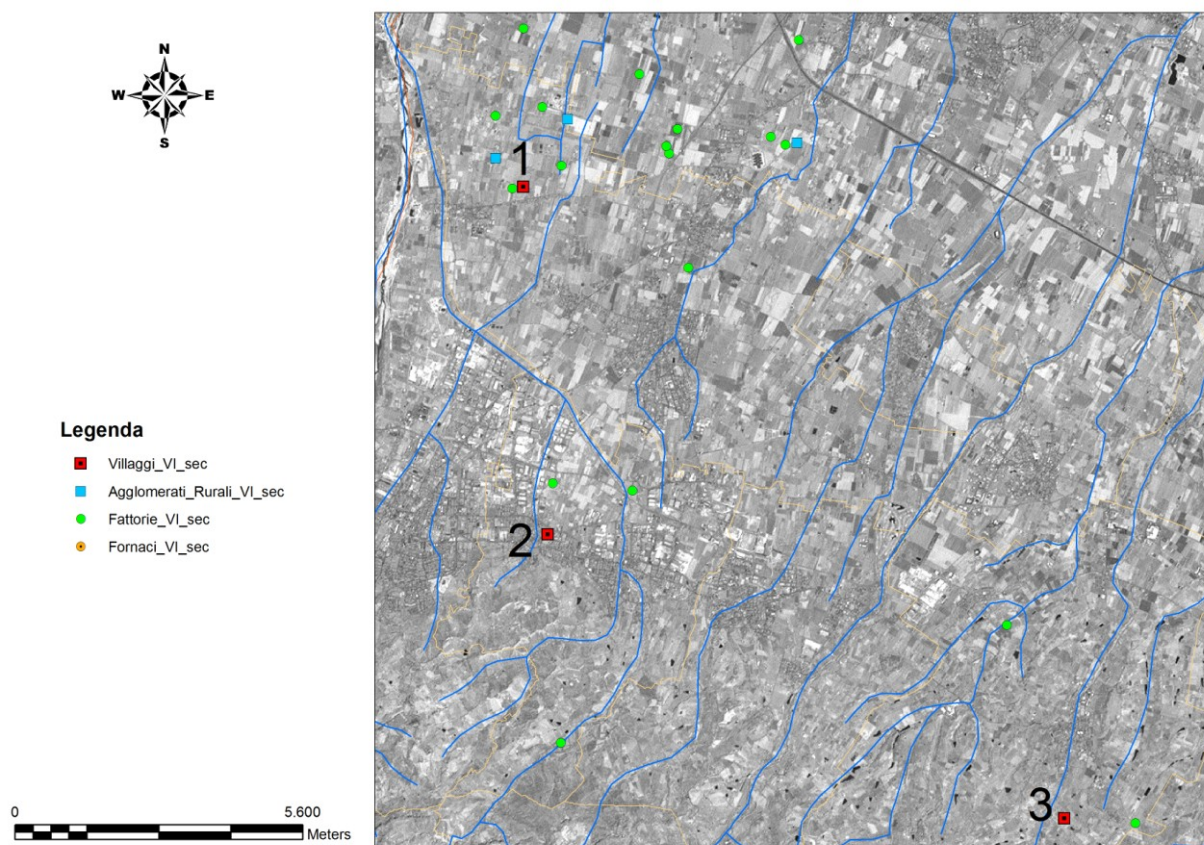 N
W E
S
1
2
3
Legenda
Villaggi_VI_sec
Agglomerati_Rurali_VI_sec
Fattorie_VI_sec
Fornaci_VI_sec
0 5.600
Meters